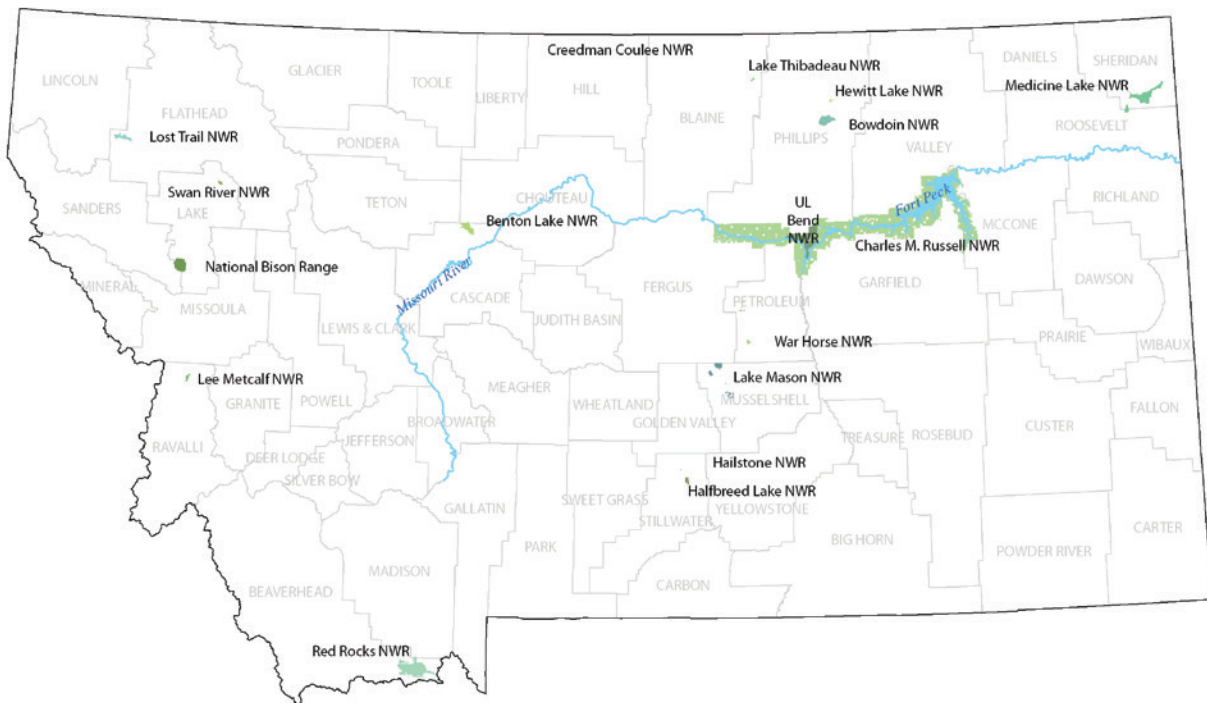 Creedman Coulee NWR
DANIELS
SHERIDAN
LINCOLN
GLACIER
TOOLE
LIBERTY
HILL
Lake Thibadeau NWR
Hewitt Lake NWR
Medicine Lake NWR
FLATHEAD
BLAINE
Bowdoin NWR
ROOSEVELT
Lost Trail NWR
PONDERA
PHILLIPS
VALLEY
Swan River NWR
LAKE
SANDERS
TETON
CHOUTEAU
Benton Lake NWR
UL
Bend
NWR
Fort Peck
RICHLAND
MCCONE
Charles M. Russell NWR
National Bison Range
MINERAL
MISSOULA
Missouri River
CASCADE
FERGUS
GARFIELD
DAWSON
LEWIS & CLARK
JUDITH BASIN
PETROLEUM
PRAIRIE
WIBAUX
War Horse NWR
Lee Metcalf NWR
GRANITE
POWELL
MEAGHER
Lake Mason NWR
MUSSELSHELL
WHEATLAND
GOLDEN VALLEY
FALLON
BROADWATER
JEFFERSON
RAVALLI
DEER LODGE
SILVER BOW
TREASURE
ROSEBUD
CUSTER
Hailstone NWR
Halfbreed Lake NWR
GALLATIN
SWEET GRASS
STILLWATER
YELLOWSTONE
PARK
BIG HORN
CARTER
POWDER RIVER
MADISON
BEAVERHEAD
CARBON
Red Rocks NWR